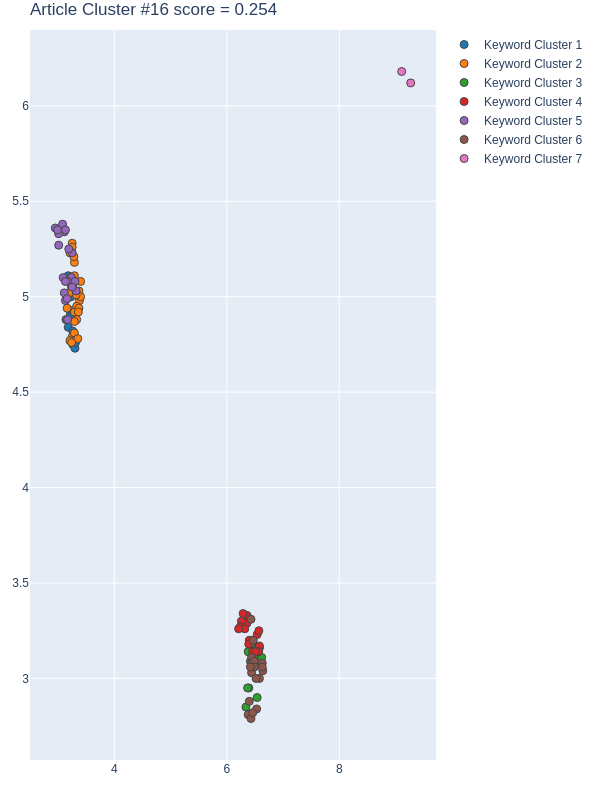 Article Cluster #16 score = 0.254
Keyword Cluster 1
Keyword Cluster 2
Keyword Cluster 3
Keyword Cluster 4
Keyword Cluster 5
Keyword Cluster 6
Keyword Cluster 7
6
5.5
5
4.5
4
3.5
3
4 6 8